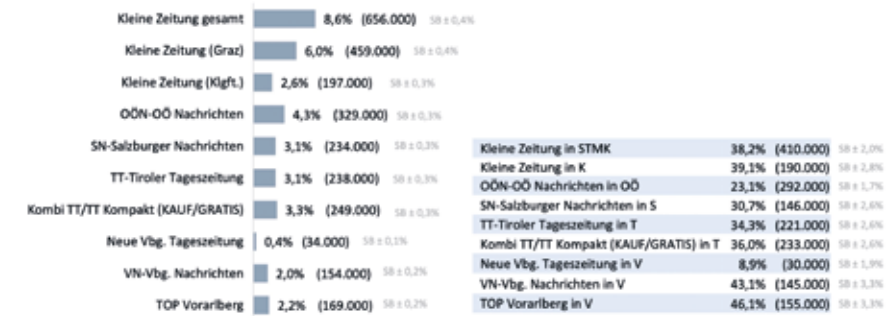 Kleine Zeitung gesamt 8,6% (656.000) SB ± 0,4%
Kleine Zeitung (Graz) 6,0% (459.000) SB ± 0,4%
Kleine Zeitung (Klgft.) 2,6% (197.000) SB ± 0,3%
OÖN-OÖ Nachrichten 4,3% (329.000) SB ± 0,3%
SN-Salzburger Nachrichten 3,1% (234.000) SB ± 0,3%
TT-Tiroler Tageszeitung 3,1% (238.000) SB ± 0,3%
Kombi TT/TT Kompakt (KAUF/GRATIS) 3,3% (249.000) SB ± 0,3%
Neue Vbg. Tageszeitung 0,4% (34.000) SB ± 0,1%
VN-Vbg. Nachrichten 2,0% (154.000) SB ± 0,2%
TOP Vorarlberg 2,2% (169.000) SB ± 0,2%
Kleine Zeitung in STMK 38,2% (410.000) SB ± 2,0%
Kleine Zeitung in K 39,1% (190.000) SB ± 2,8%
OÖN-OÖ Nachrichten in OÖ 23,1% (292.000) SB ± 1,7%
SN-Salzburger Nachrichten in S 30,7% (146.000) SB ± 2,6%
TT-Tiroler Tageszeitung in T 34,3% (221.000) SB ± 2,6%
Kombi TT/TT Kompakt (KAUF/GRATIS) in T 36,0% (233.000) SB ± 2,6%
Neue Vbg. Tageszeitung in V 8,9% (30.000) SB ± 1,9%
VN-Vbg. Nachrichten in V 43,1% (145.000) SB ± 3,3%
TOP Vorarlberg in V 46,1% (155.000) SB ± 3,3%